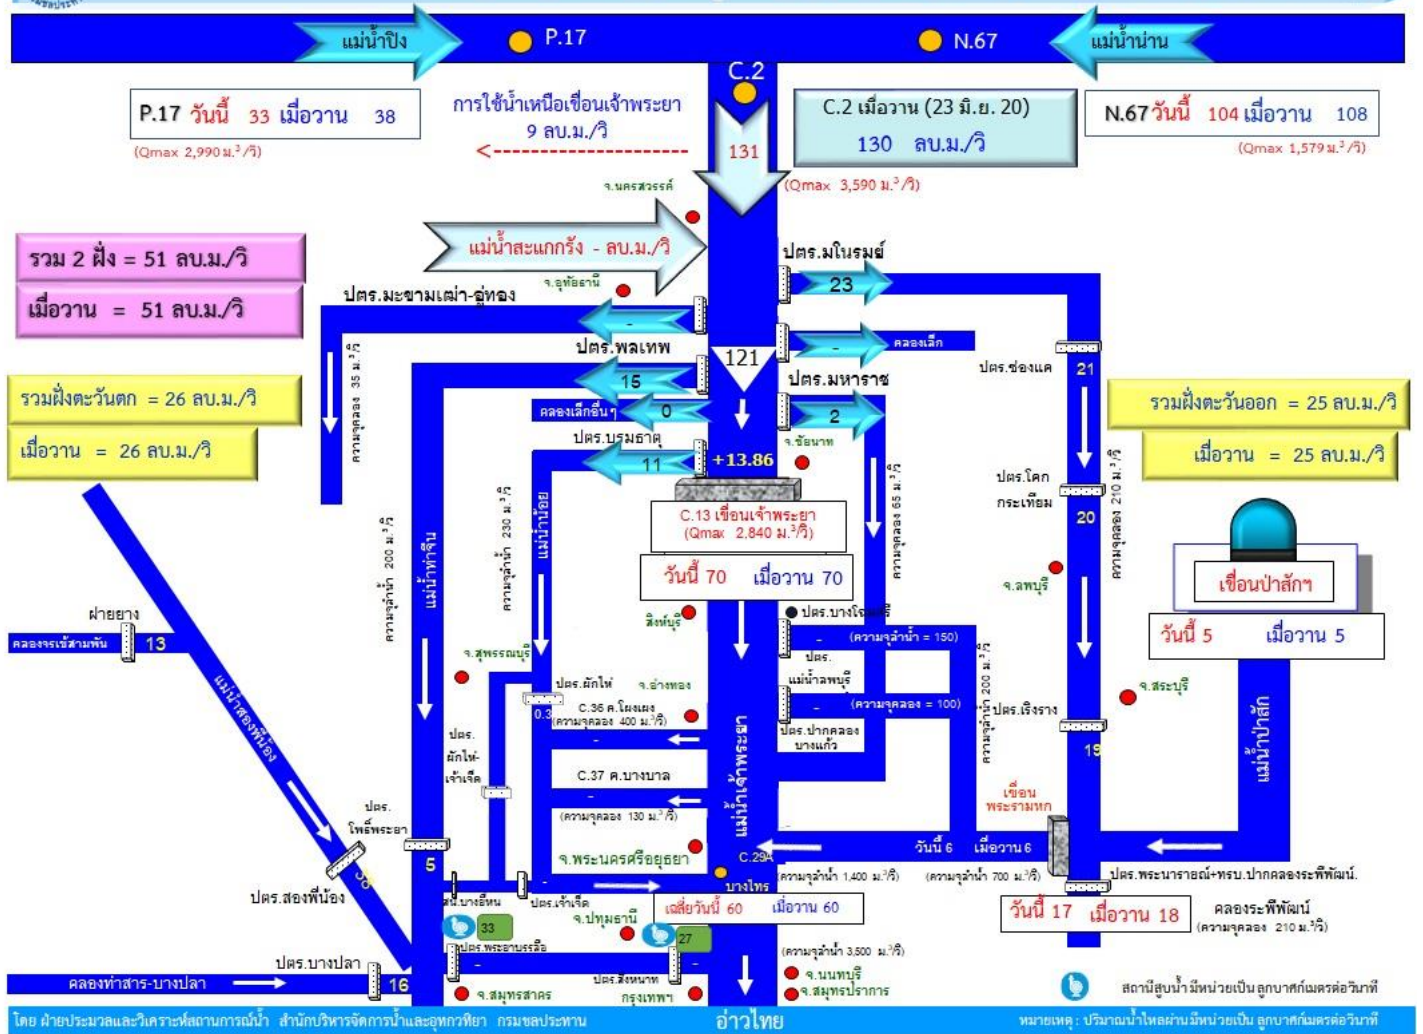 แม่น้ำปิง
P.17
N.67
แม่น้ำน่าน
C.2
P.17 วันนี้ 33 เมื่อวาน 38
(Qmax 2,990 ม.³/วิ)
การใช้น้ำเหนือเขื่อนเจ้าพระยา
9 ลบ.ม./วิ
131
C.2 เมื่อวาน (23 มิ.ย. 20)
130 ลบ.ม./วิ
(Qmax 3,590 ม.³/วิ)
N.67 วันนี้ 104 เมื่อวาน 108
(Qmax 1,579 ม.³/วิ)
จ.นครสวรรค์
แม่น้ำสะแกกรัง - ลบ.ม./วิ
รวม 2 ฝั่ง = 51 ลบ.ม./วิ
เมื่อวาน = 51 ลบ.ม./วิ
จ.อุทัยธานี
ปตร.มะขามเฒ่า-อู่ทอง
-
ปตร.มโนรมย์
23
-
คลองเล็ก
ปตร.พลเทพ
15
121
ปตร.มหาราช
2
ปตร.ช่องแค
21
ความจุคลอง 35 ม.³/วิ
รวมฝั่งตะวันตก = 26 ลบ.ม./วิ
เมื่อวาน = 26 ลบ.ม./วิ
คลองเล็กอื่นๆ
0
ปตร.บรมธาตุ
11
+13.86
จ.ชัยนาท
รวมฝั่งตะวันออก = 25 ลบ.ม./วิ
เมื่อวาน = 25 ลบ.ม./วิ
ความจุลำน้ำ 200 ม.³/วิ
แม่น้ำท่าจีน
ความจุลำน้ำ 230 ม.³/วิ
แม่น้ำน้อย
C.13 เขื่อนเจ้าพระยา
(Qmax 2,840 ม.³/วิ)
วันนี้ 70 เมื่อวาน 70
ความจุคลอง 65 ม.³/วิ
ปตร.โคก
กระเทียม
20
ความจุคลอง 210 ม.³/วิ
จ.ลพบุรี
เขื่อนป่าสักฯ
วันนี้ 5 เมื่อวาน 5
ฝายยาง
คลองจรเข้สามพัน
13
สิงห์บุรี
ปตร.บางโฉมศรี
-
(ความจุลำน้ำ = 150)
จ.สุพรรณบุรี
ปตร.
แม่น้ำลพบุรี
-
(ความจุคลอง = 100)
ความจุลำน้ำ 200 ม.³/วิ
จ.สระบุรี
แม่น้ำสองพี่น้อง
ปตร.ผักไห่
0.3
จ.อ่างทอง
C.36 ค.โผงเผง
(ความจุคลอง 400 ม.³/วิ)
-
ปตร.ปากคลอง
บางแก้ว
ปตร.เริงราง
19
แม่น้ำป่าสัก
ปตร.
ผักไห่-
เจ้าเจ็ด
C.37 ค.บางบาล
-
(ความจุคลอง 130 ม.³/วิ)
แม่น้ำเจ้าพระยา
เขื่อน
พระรามหก
ปตร.
โพธิ์พระยา
5
จ.พระนครศรีอยุธยา
C.29A
บางไทร
วันนี้ 6 เมื่อวาน 6
(ความจุลำน้ำ 1,400 ม.³/วิ)
(ความจุลำน้ำ 700 ม.³/วิ)
ปตร.พระนารายณ์+ทรบ.ปากคลองระพีพัฒน์.
ปตร.สองพี่น้อง
ปตร.เจ้าเจ็ด
-
เฉลี่ยวันนี้ 60 เมื่อวาน 60
วันนี้ 17 เมื่อวาน 18
คลองระพีพัฒน์
(ความจุคลอง 210 ม.³/วิ)
33
จ.ปทุมธานี
27
ปตร.พระยาบรรลือ
-
ปตร.สิงหนาท
-
(ความจุลำน้ำ 3,500 ม.³/วิ)
ปตร.บางปลา
คลองท่าสาร-บางปลา
16
จ.สมุทรสาคร
กรุงเทพฯ
จ.นนทบุรี
จ.สมุทรปราการ
สถานีสูบน้ำ มีหน่วยเป็น ลูกบาศก์เมตรต่อวินาที
โดย ฝ่ายประมวลและวิเคราะห์สถานการณ์น้ำ สำนักบริหารจัดการน้ำและอุทกวิทยา กรมชลประทาน
อ่าวไทย
หมายเหตุ : ปริมาณน้ำไหลผ่าน มีหน่วยเป็น ลูกบาศก์เมตรต่อวินาที